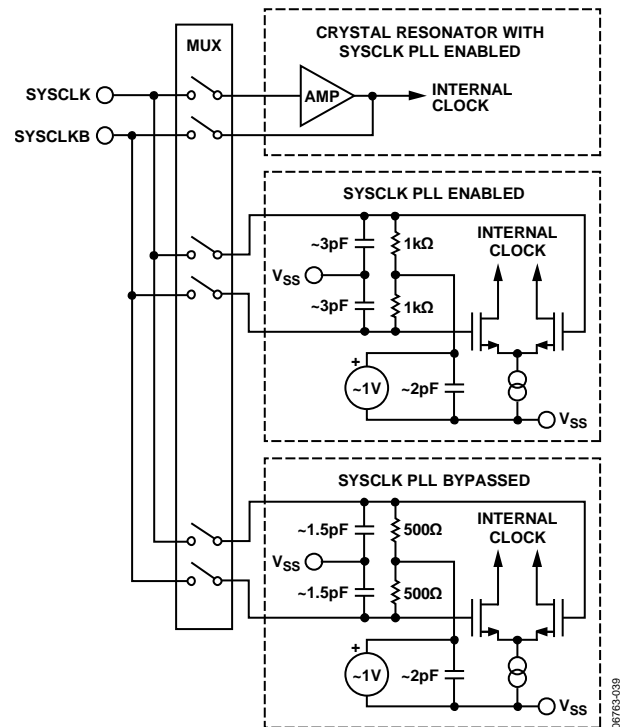 MUX
CRYSTAL RESONATOR WITH
SYSCLK PLL ENABLED
SYSCLK
AMP
INTERNAL
CLOCK
SYSCLKB
SYSCLK PLL ENABLED
~3pF
1kΩ
INTERNAL
CLOCK
VSS
~3pF
1kΩ
+
~1V
~2pF
VSS
SYSCLK PLL BYPASSED
~1.5pF
500Ω
INTERNAL
CLOCK
VSS
~1.5pF
500Ω
+
~1V
~2pF
VSS
06763-039